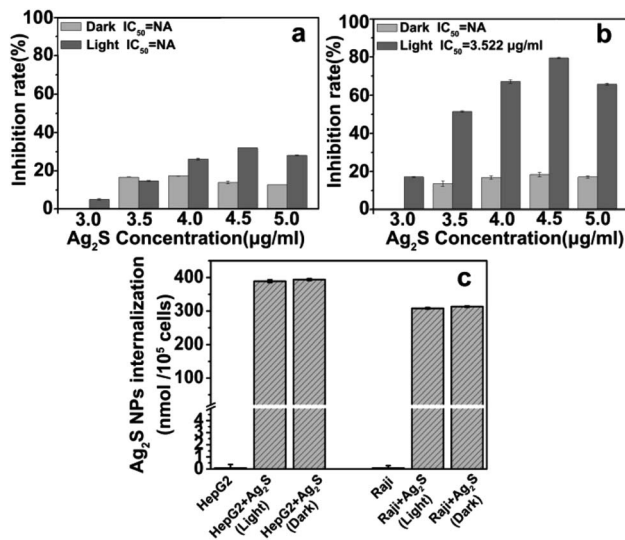 a
Dark IC50=NA
Light IC50=NA
Inhibition rate(%)
100
80
60
40
20
0
3.0 3.5 4.0 4.5 5.0
Ag2S Concentration(μg/ml)
b
Dark IC50=NA
Light IC50=3.522 μg/ml
Inhibition rate(%)
100
80
60
40
20
0
3.0 3.5 4.0 4.5 5.0
Ag2S Concentration(μg/ml)
c
Ag2S NPs internalization
(nmol /10^5 cells)
400
300
200
100
4
3
2
1
0
HepG2
HepG2+Ag2S
(Light)
HepG2+Ag2S
(Dark)
Raji
Raji+Ag2S
(Light)
Raji+Ag2S
(Dark)